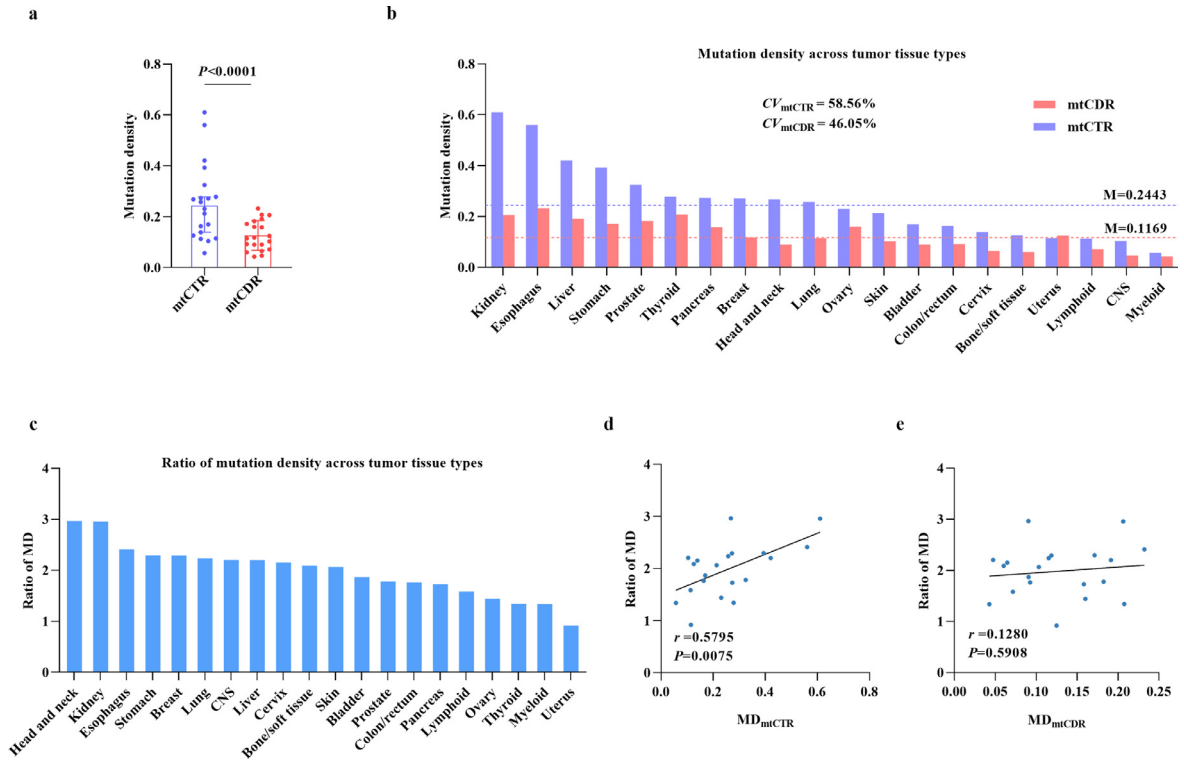 a
P<0.0001
Mutation density
0.8
0.6
0.4
0.2
0.0
mtCTR
mtCDR
b
Mutation density across tumor tissue types
Mutation density
0.8
0.6
0.4
0.2
0.0
CVmtCTR = 58.56%
CVmtCDR = 46.05%
mtCDR
mtCTR
M=0.2443
M=0.1169
Kidney
Esophagus
Liver
Stomach
Prostate
Thyroid
Pancreas
Breast
Head and neck
Lung
Ovary
Skin
Bladder
Colon/rectum
Cervix
Bone/soft tissue
Uterus
Lymphoid
CNS
Myeloid
c
Ratio of mutation density across tumor tissue types
Ratio of MD
4
3
2
1
0
Head and neck
Kidney
Esophagus
Stomach
Breast
Lung
CNS
Liver
Cervix
Bone/soft tissue
Skin
Bladder
Prostate
Colon/rectum
Pancreas
Lymphoid
Ovary
Thyroid
Myeloid
Uterus
d
Ratio of MD
4
3
2
1
0
r =0.5795
P=0.0075
0.0
0.2
0.4
0.6
0.8
MDmtCTR
e
Ratio of MD
4
3
2
1
0
r =0.1280
P=0.5908
0.00
0.05
0.10
0.15
0.20
0.25
MDmtCDR